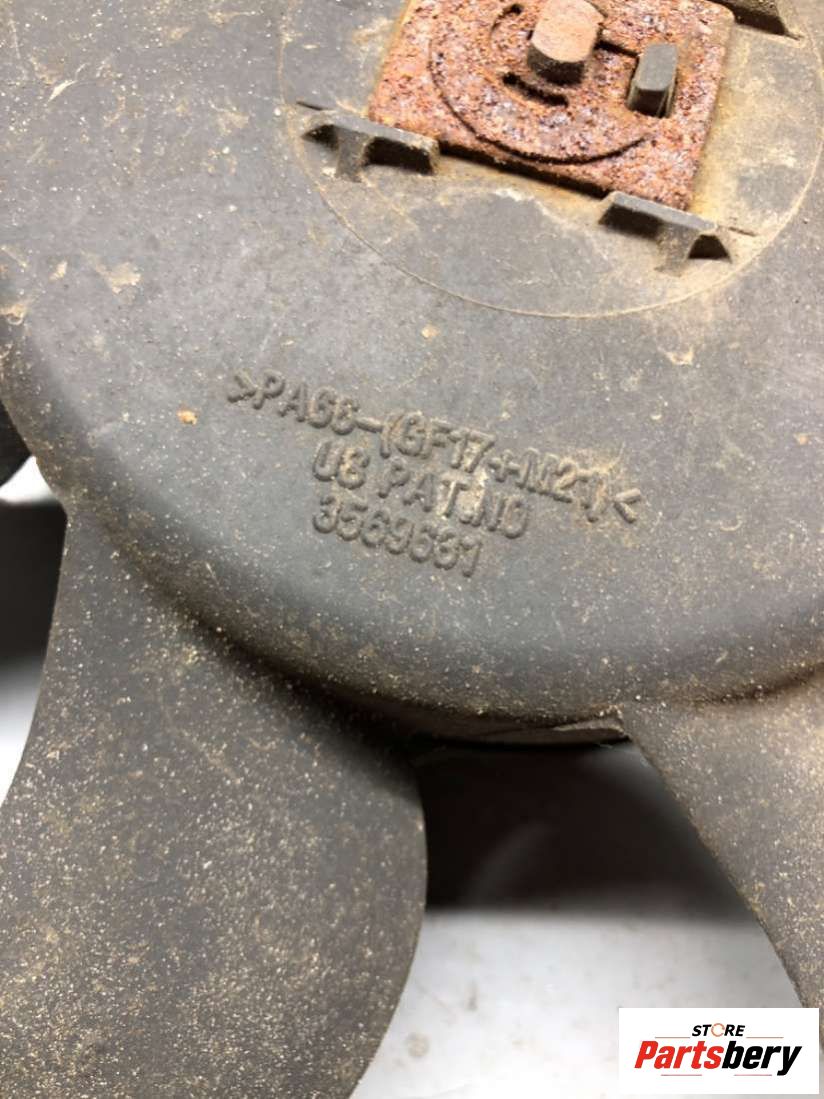 >PA66-(GF17+M21)<
US PAT.NO
3569631
STORE
Partsbery